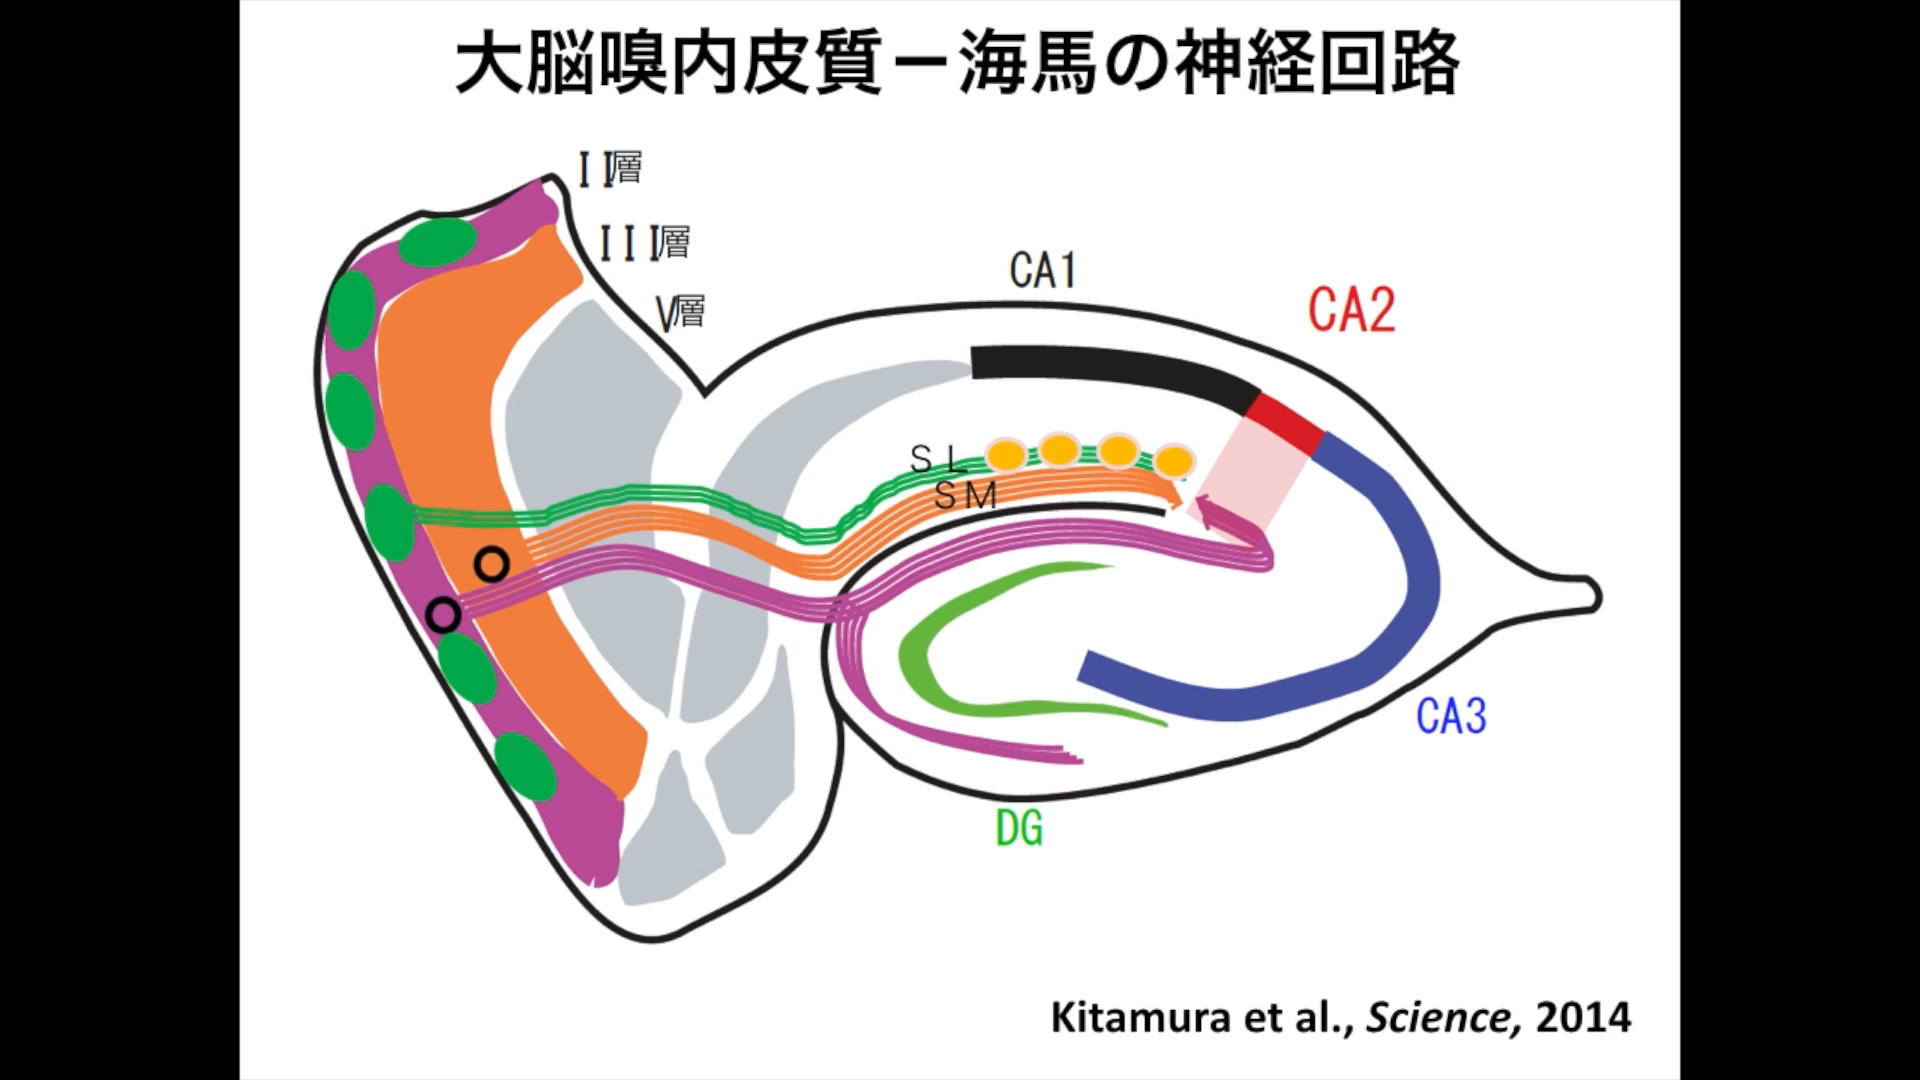 大脳嗅内皮質－海馬の神経回路
II層
III層
V層
CA1
CA2
SL
SM
CA3
DG
Kitamura et al., Science, 2014